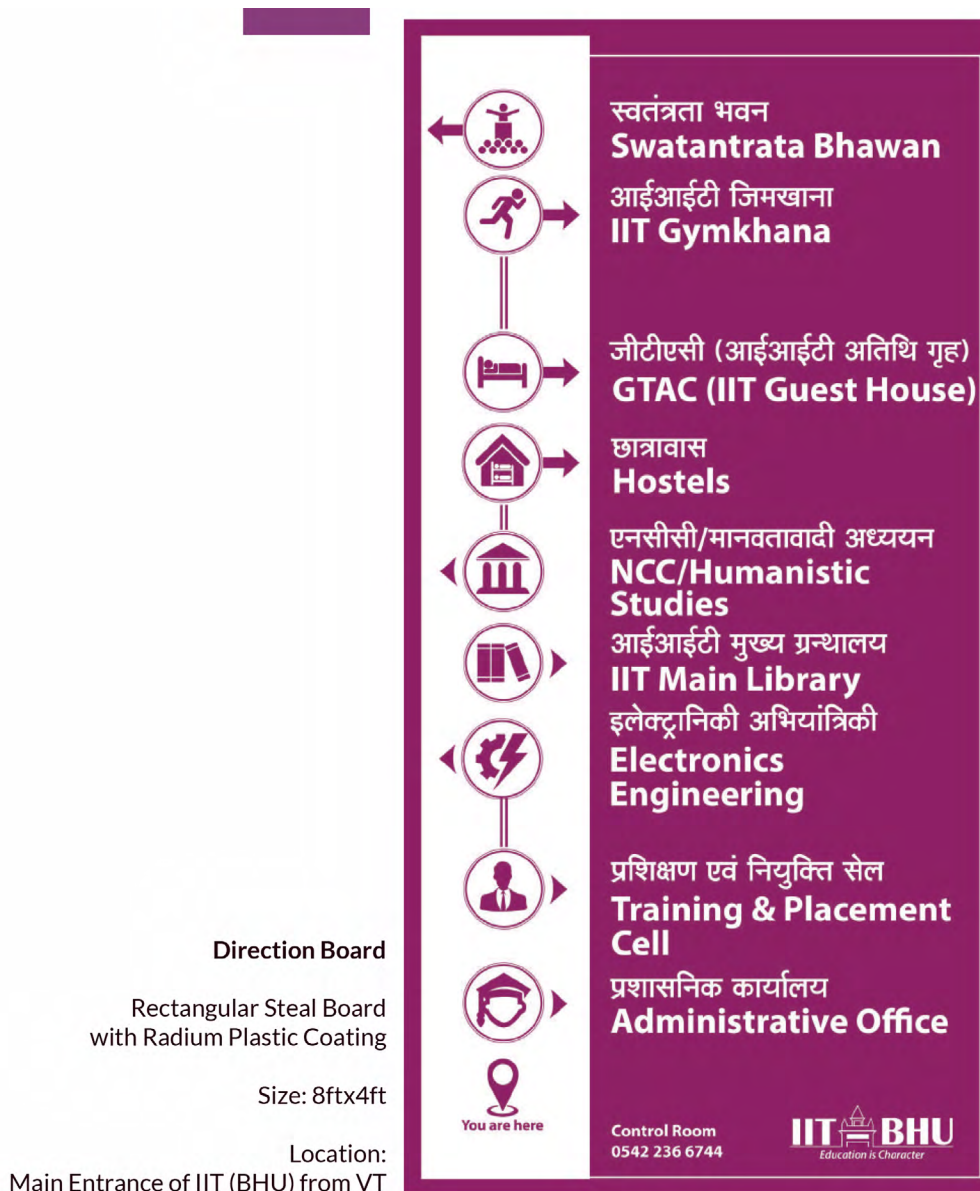 स्वतंत्रता भवन
Swatantrata Bhawan
आईआईटी जिमखाना
IIT Gymkhana
जीटीएसी (आईआईटी अतिथि गृह)
GTAC (IIT Guest House)
छात्रावास
Hostels
एनसीसी/मानवतावादी अध्ययन
NCC/Humanistic
Studies
आईआईटी मुख्य ग्रन्थालय
IIT Main Library
इलेक्ट्रानिकी अभियांत्रिकी
Electronics
Engineering
प्रशिक्षण एवं नियुक्ति सेल
Training & Placement
Cell
प्रशासनिक कार्यालय
Administrative Office
You are here
Control Room
0542 236 6744
IIT BHU
Education is Character
Direction Board
Rectangular Steal Board
with Radium Plastic Coating
Size: 8ftx4ft
Location:
Main Entrance of IIT (BHU) from VT